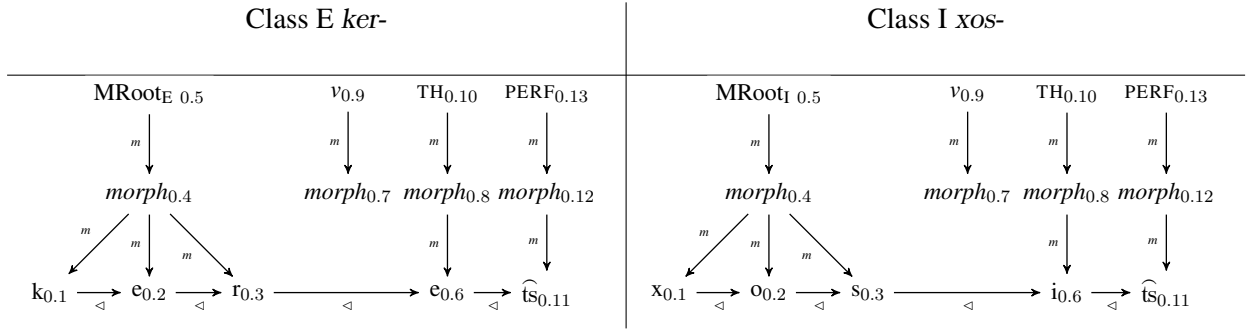 Class E ker- Class I xos-
MRoot_E 0.5 v_0.9 TH_0.10 PERF_0.13 MRoot_I 0.5 v_0.9 TH_0.10 PERF_0.13
m m m m m m m m
morph_0.4 morph_0.7 morph_0.8 morph_0.12 morph_0.4 morph_0.7 morph_0.8 morph_0.12
m m m m m m m m m m
k_0.1 ◃ e_0.2 ◃ r_0.3 ◃ e_0.6 ◃ t͡s_0.11 x_0.1 ◃ o_0.2 ◃ s_0.3 ◃ i_0.6 ◃ t͡s_0.11